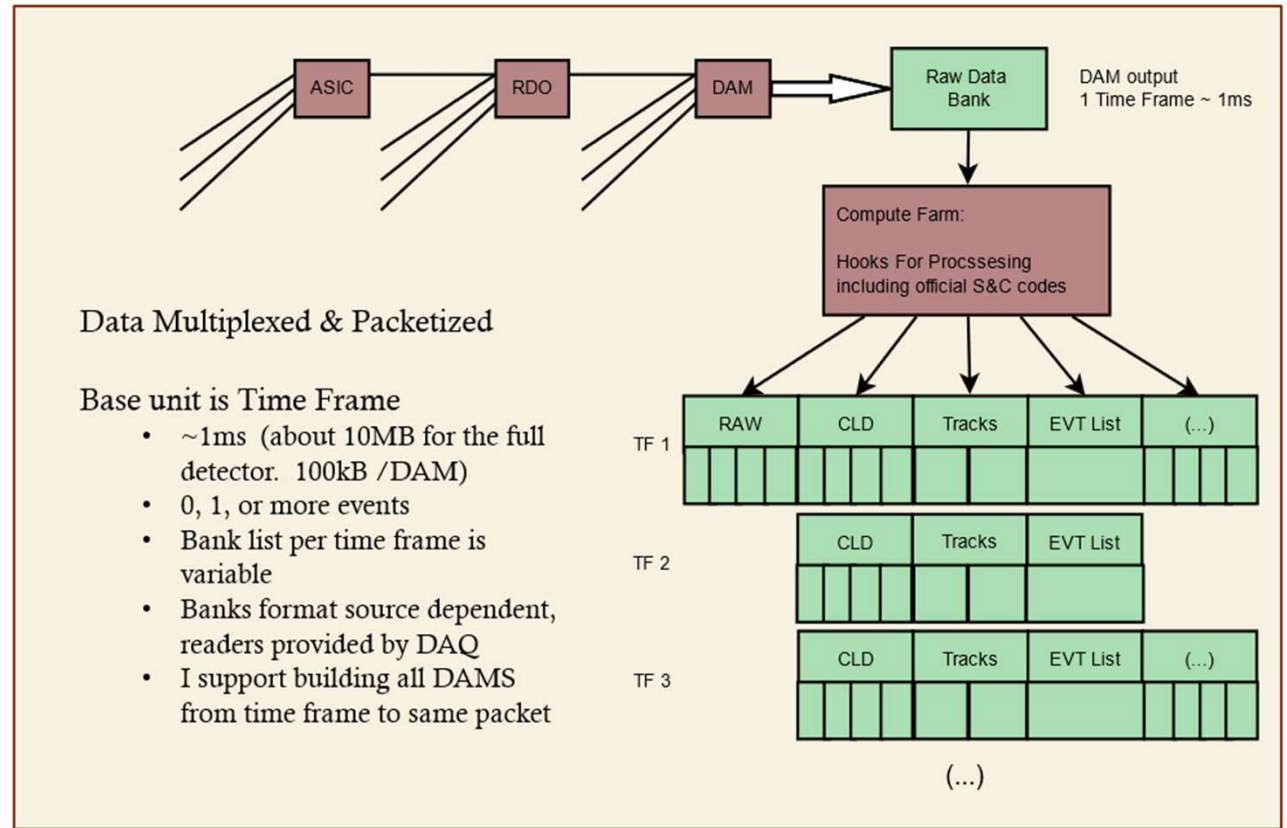 ASIC
RDO
DAM
Raw Data
Bank
DAM output
1 Time Frame ~ 1ms
Compute Farm:
Hooks For Procssesing
including official S&C codes
Data Multiplexed & Packetized
Base unit is Time Frame
• ~1ms (about 10MB for the full
detector. 100kB /DAM)
• 0, 1, or more events
• Bank list per time frame is
variable
• Banks format source dependent,
readers provided by DAQ
• I support building all DAMS
from time frame to same packet
TF 1
RAW
CLD
Tracks
EVT List
(...)
TF 2
CLD
Tracks
EVT List
TF 3
CLD
Tracks
EVT List
(...)
(...)